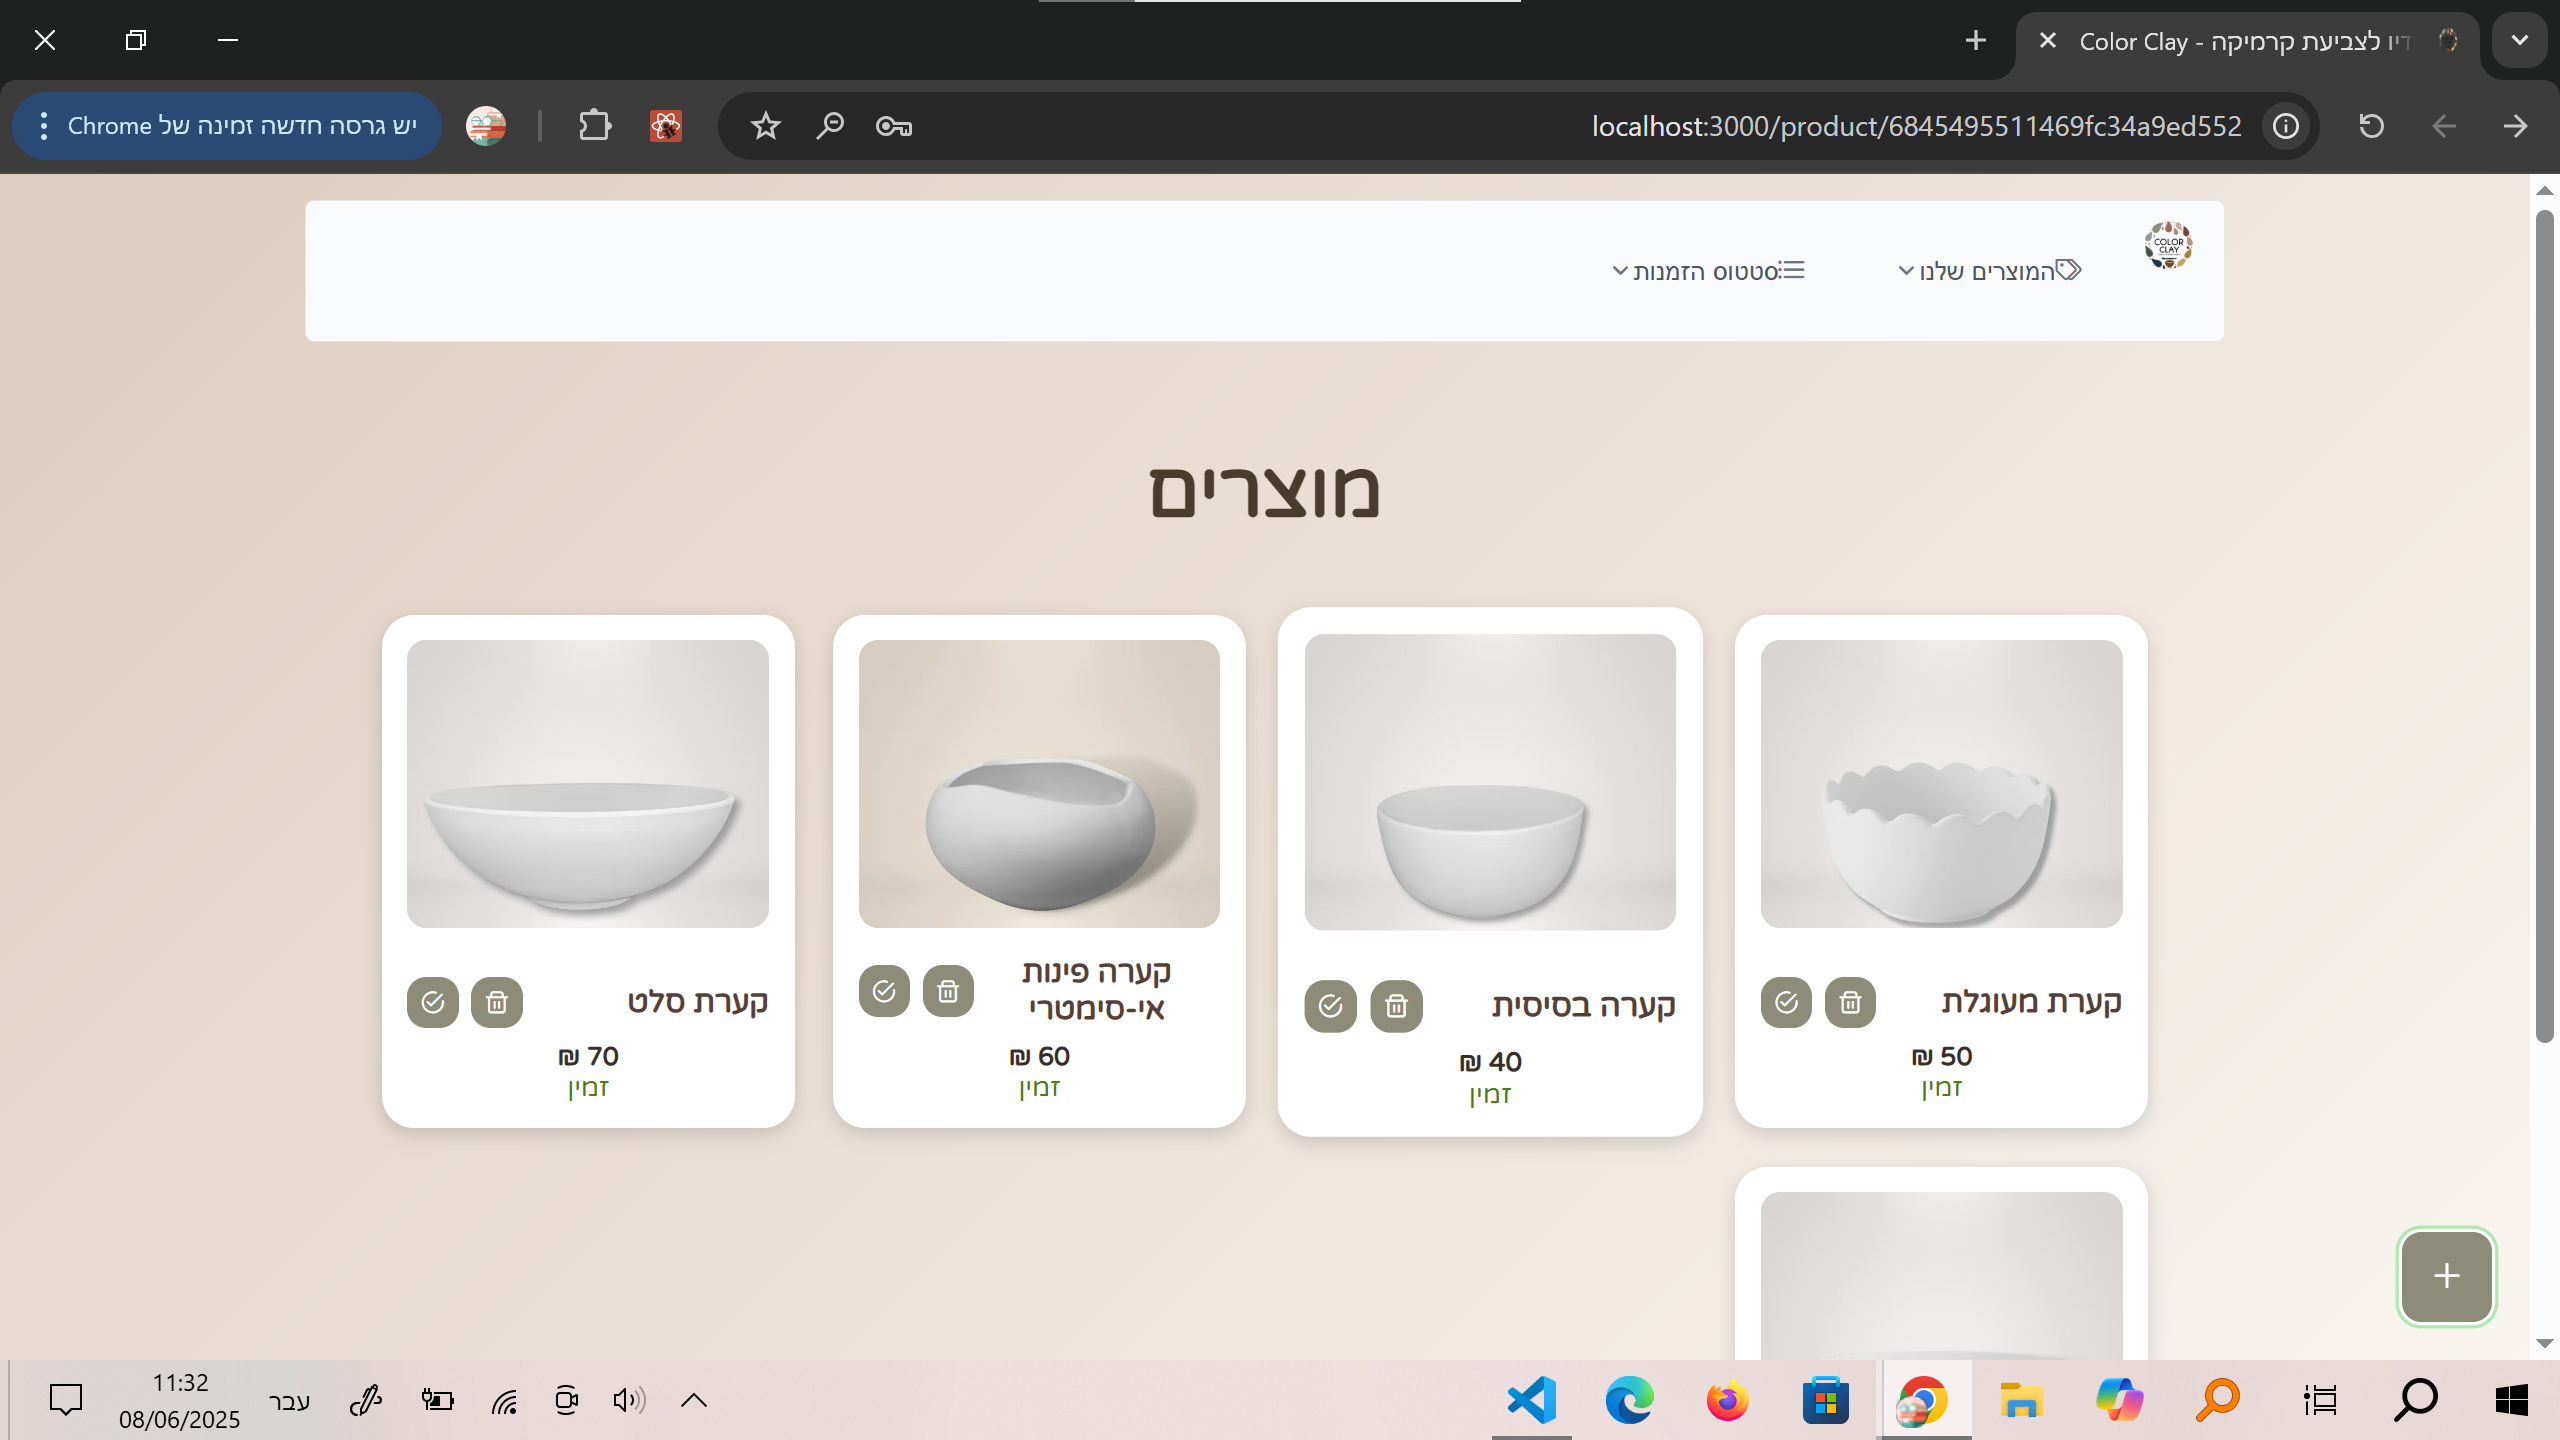 דיו לצביעת קרמיקה - Color Clay
localhost:3000/product/6845495511469fc34a9ed552
יש גרסה חדשה זמינה של Chrome
COLOR
CLAY
המוצרים שלנו
סטטוס הזמנות
מוצרים
קערת מעוגלת
50 ₪
זמין
קערה בסיסית
40 ₪
זמין
קערה פינות
אי-סימטרי
60 ₪
זמין
קערת סלט
70 ₪
זמין
עבר
11:32
08/06/2025